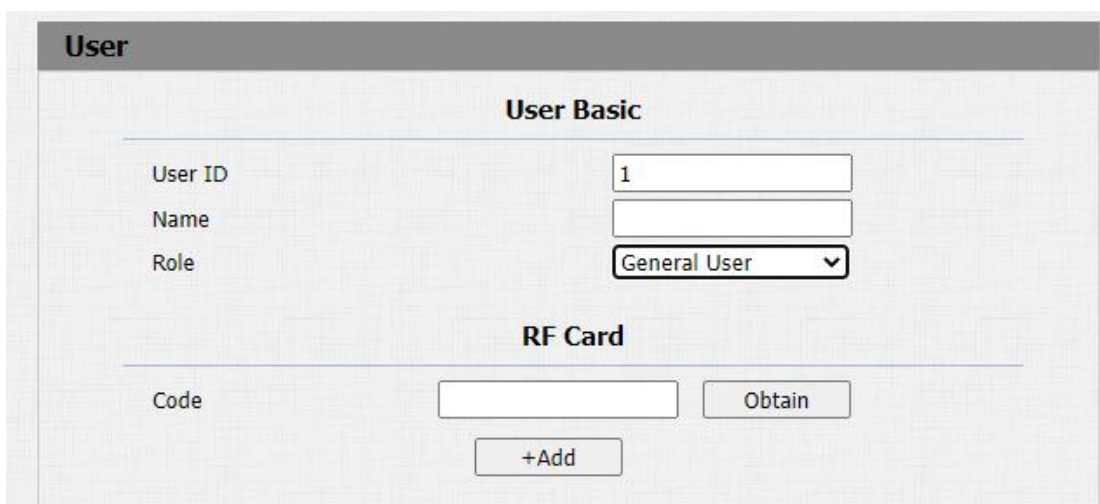 User
User Basic
User ID 1
Name
Role General User
RF Card
Code Obtain
+Add